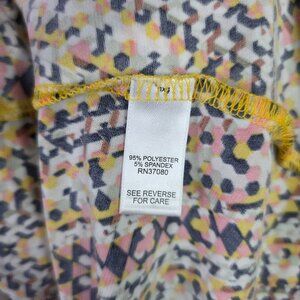 95% POLYESTER
5% SPANDEX
RN37080
SEE REVERSE
FOR CARE